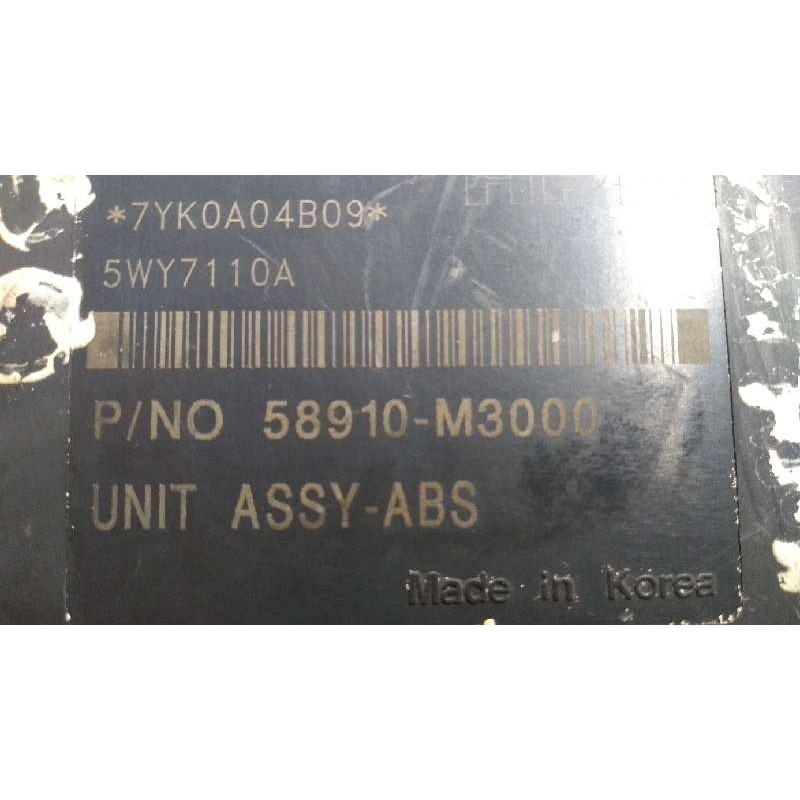 *7YK0A04B09*
5WY7110A
P/NO 58910-M3000
UNIT ASSY-ABS
Made in Korea